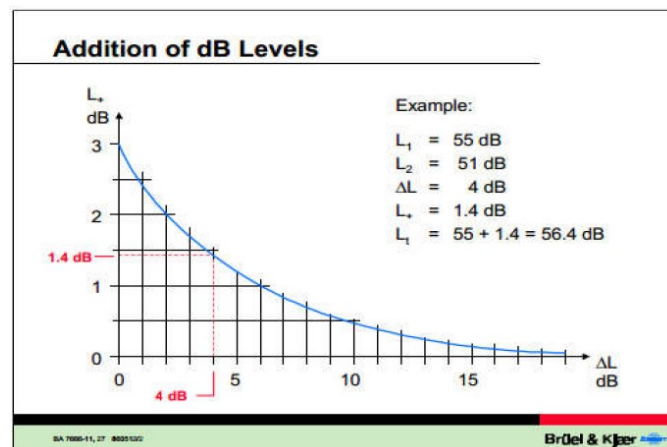 Addition of dB Levels
L₊
dB
3
2
1.4 dB
1
0
0
5
10
15
4 dB
ΔL
dB
Example:
L₁ = 55 dB
L₂ = 51 dB
ΔL = 4 dB
L₊ = 1.4 dB
Lₜ = 55 + 1.4 = 56.4 dB
Brüel & Kjær